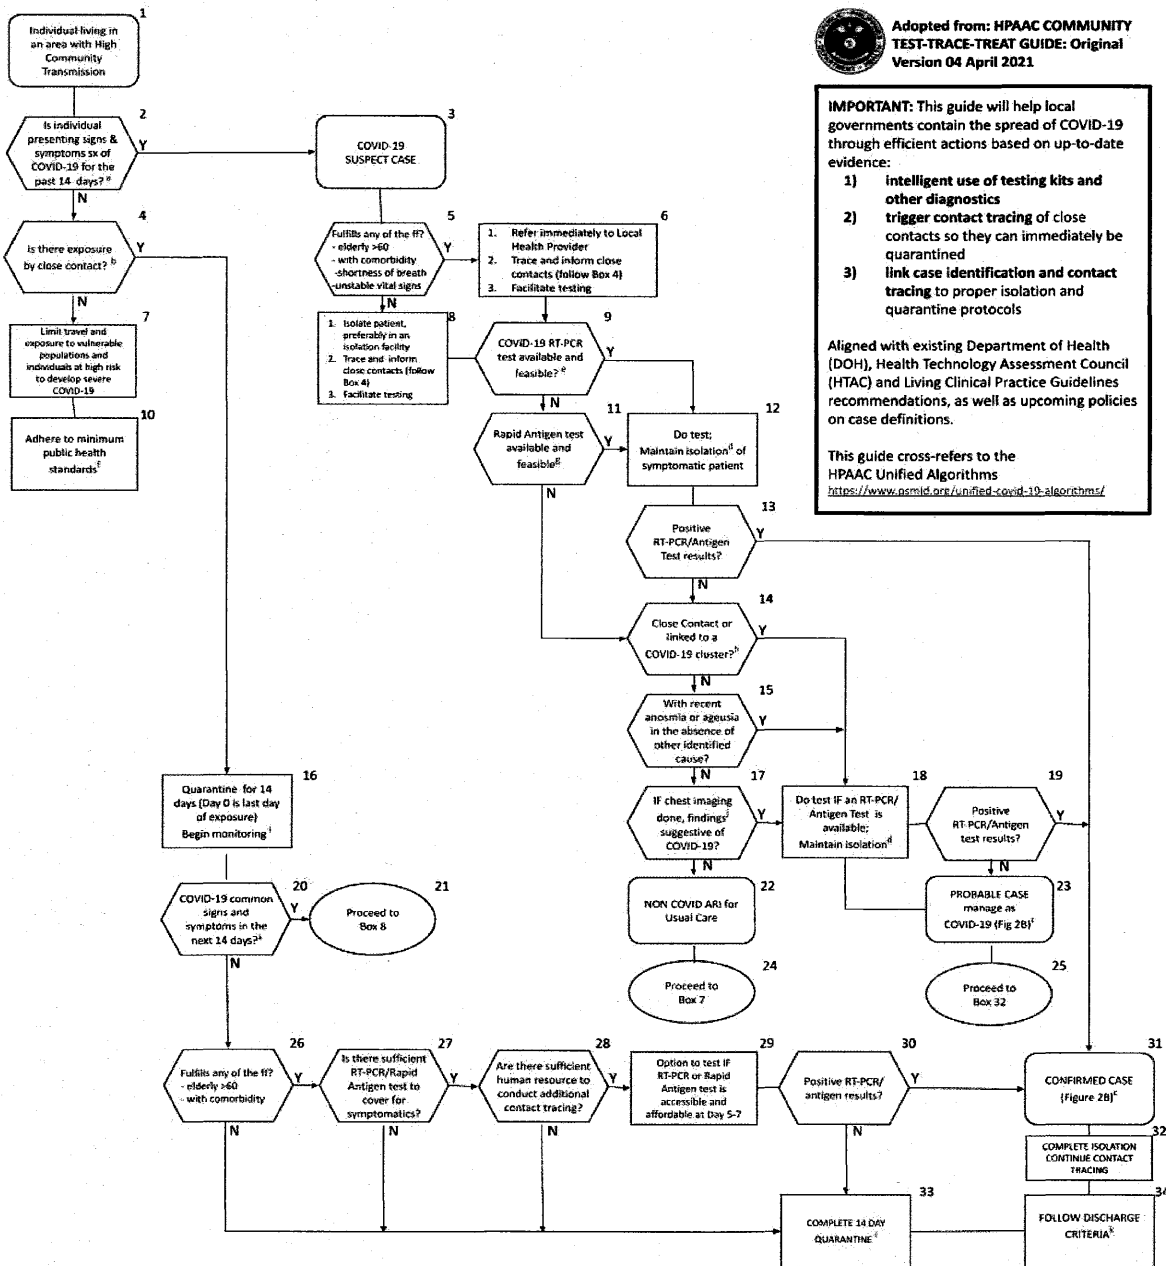 Adopted from: HPAAC COMMUNITY
TEST-TRACE-TREAT GUIDE: Original
Version 04 April 2021
IMPORTANT: This guide will help local
governments contain the spread of COVID-19
through efficient actions based on up-to-date
evidence:
1) intelligent use of testing kits and
other diagnostics
2) trigger contact tracing of close
contacts so they can immediately be
quarantined
3) link case identification and contact
tracing to proper isolation and
quarantine protocols
Aligned with existing Department of Health
(DOH), Health Technology Assessment Council
(HTAC) and Living Clinical Practice Guidelines
recommendations, as well as upcoming policies
on case definitions.
This guide cross-refers to the
HPAAC Unified Algorithms
https://www.psmid.org/unified-covid-19-algorithms/
1
Individual living in
an area with High
Community
Transmission
2
Is individual
presenting signs &
symptoms sx of
COVID-19 for the
past 14 days?
Y
N
3
COVID-19
SUSPECT CASE
4
Is there exposure
by close contact? b
Y
N
5
Fulfills any of the ff?
- elderly >60
- with comorbidity
-shortness of breath
-unstable vital signs
Y
N
6
1. Refer immediately to Local
Health Provider
2. Trace and inform close
contacts (follow Box 4)
3. Facilitate testing
7
Limit travel and
exposure to vulnerable
populations and
individuals at high risk
to develop severe
COVID-19
8
1. Isolate patient,
preferably in an
isolation facility
2. Trace and inform
close contacts (follow
Box 4)
3. Facilitate testing
9
COVID-19 RT-PCR
test available and
feasible? e
Y
N
10
Adhere to minimum
public health
standards f
11
Rapid Antigen test
available and
feasible g
Y
N
12
Do test;
Maintain isolation d of
symptomatic patient
13
Positive
RT-PCR/Antigen
Test results?
Y
N
14
Close Contact or
linked to a
COVID-19 cluster? h
Y
N
15
With recent
anosmia or ageusia
in the absence of
other identified
cause?
Y
N
16
Quarantine for 14
days (Day 0 is last day
of exposure)
Begin monitoring i
17
IF chest imaging
done, findings j
suggestive of
COVID-19?
Y
N
18
Do test IF an RT-PCR/
Antigen Test is
available;
Maintain isolation d
19
Positive
RT-PCR/Antigen
test results?
Y
N
20
COVID-19 common
signs and
symptoms in the
next 14 days?
Y
N
21
Proceed to
Box 8
22
NON COVID ARI for
Usual Care
23
PROBABLE CASE
manage as
COVID-19 (Fig 2B)
24
Proceed to
Box 7
25
Proceed to
Box 32
26
Fulfills any of the ff?
- elderly >60
- with comorbidity
Y
N
27
Is there sufficient
RT-PCR/Rapid
Antigen test to
cover for
symptomatics?
Y
N
28
Are there sufficient
human resource to
conduct additional
contact tracing?
Y
N
29
Option to test IF
RT-PCR or Rapid
Antigen test is
accessible and
affordable at Day 5-7
30
Positive RT-PCR/
antigen results?
Y
N
31
CONFIRMED CASE
(Figure 2B) c
32
COMPLETE ISOLATION
CONTINUE CONTACT
TRACING
33
COMPLETE 14 DAY
QUARANTINE
34
FOLLOW DISCHARGE
CRITERIA k